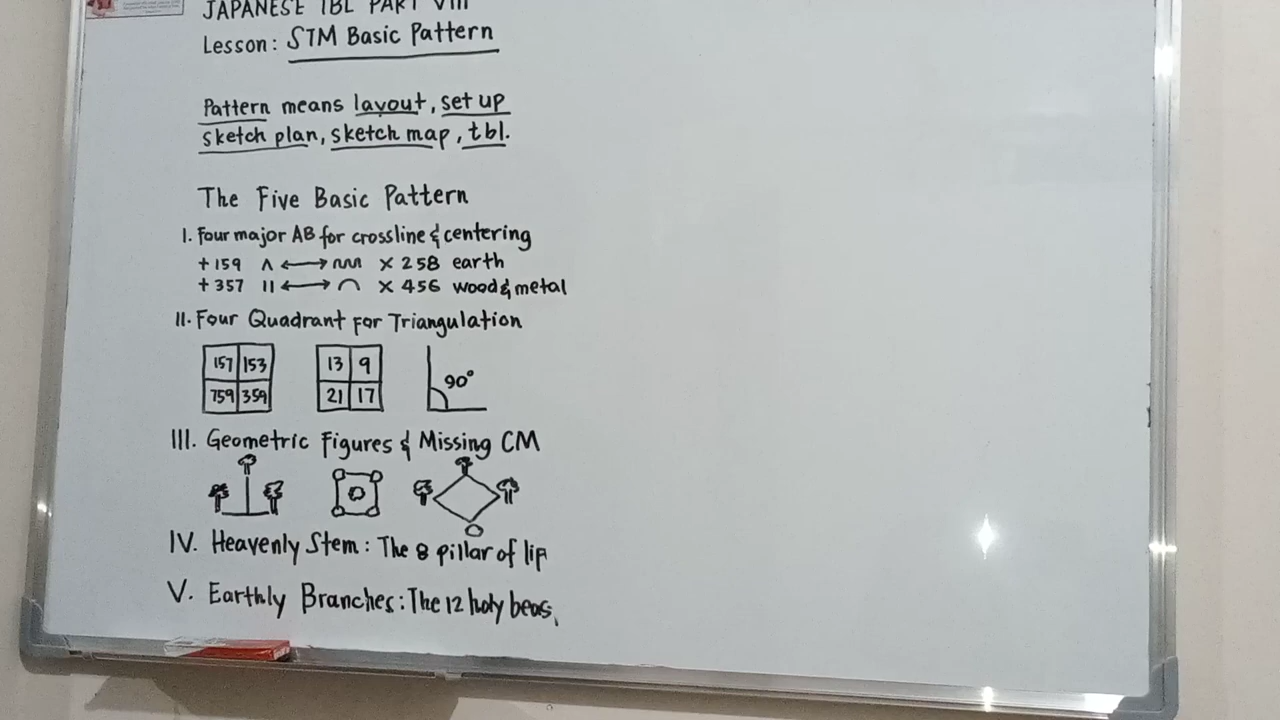 JAPANESE TBL PART VIII
Lesson: STM Basic Pattern
Pattern means layout, set up
sketch plan, sketch map, tbl.
The Five Basic Pattern
I. Four major AB for crossline & centering
+159 ʌ ⟷ ៣៣ × 258 earth
+357 II ⟷ ⌒ × 456 wood & metal
II. Four Quadrant for Triangulation
157 153 13 9
759 359 21 17
90°
III. Geometric Figures & Missing CM
IV. Heavenly Stem: The 8 pillar of lip
V. Earthly Branches: The 12 holy beas